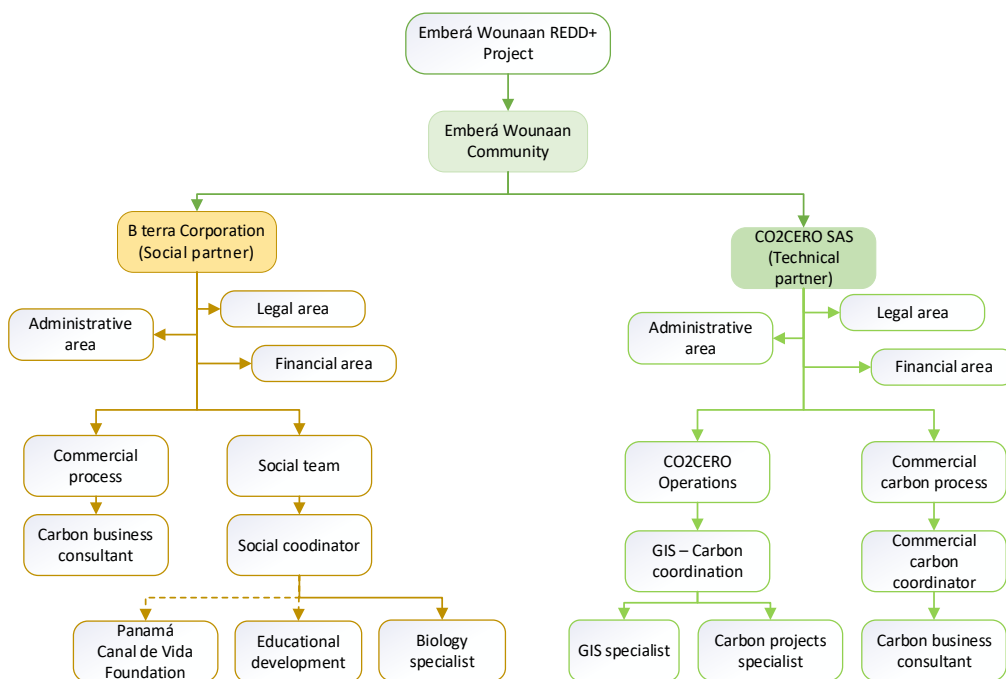 Emberá Wounaan REDD+
Project
Emberá Wounaan
Community
B terra Corporation
(Social partner)
CO2CERO SAS
(Technical
partner)
Legal area
Administrative
area
Financial area
Legal area
Administrative
area
Financial area
Commercial
process
Social team
CO2CERO
Operations
Commercial
carbon process
Carbon business
consultant
Social coodinator
GIS – Carbon
coordination
Commercial
carbon
coordinator
Panamá
Canal de Vida
Foundation
Educational
development
Biology
specialist
GIS specialist
Carbon projects
specialist
Carbon business
consultant